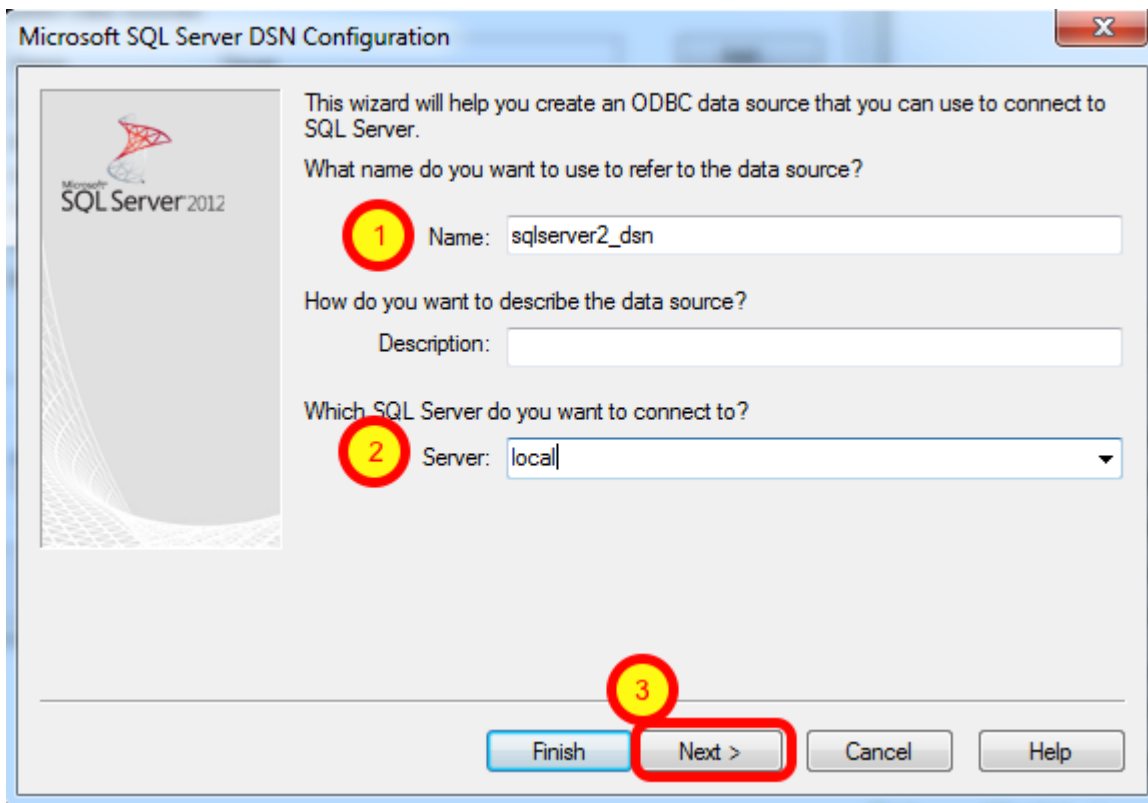 Microsoft SQL Server DSN Configuration
X
This wizard will help you create an ODBC data source that you can use to connect to
SQL Server.
What name do you want to use to refer to the data source?
Microsoft
SQL Server 2012
1 Name: sqlserver2_dsn
How do you want to describe the data source?
Description:
Which SQL Server do you want to connect to?
2 Server: local
3
Finish Next > Cancel Help